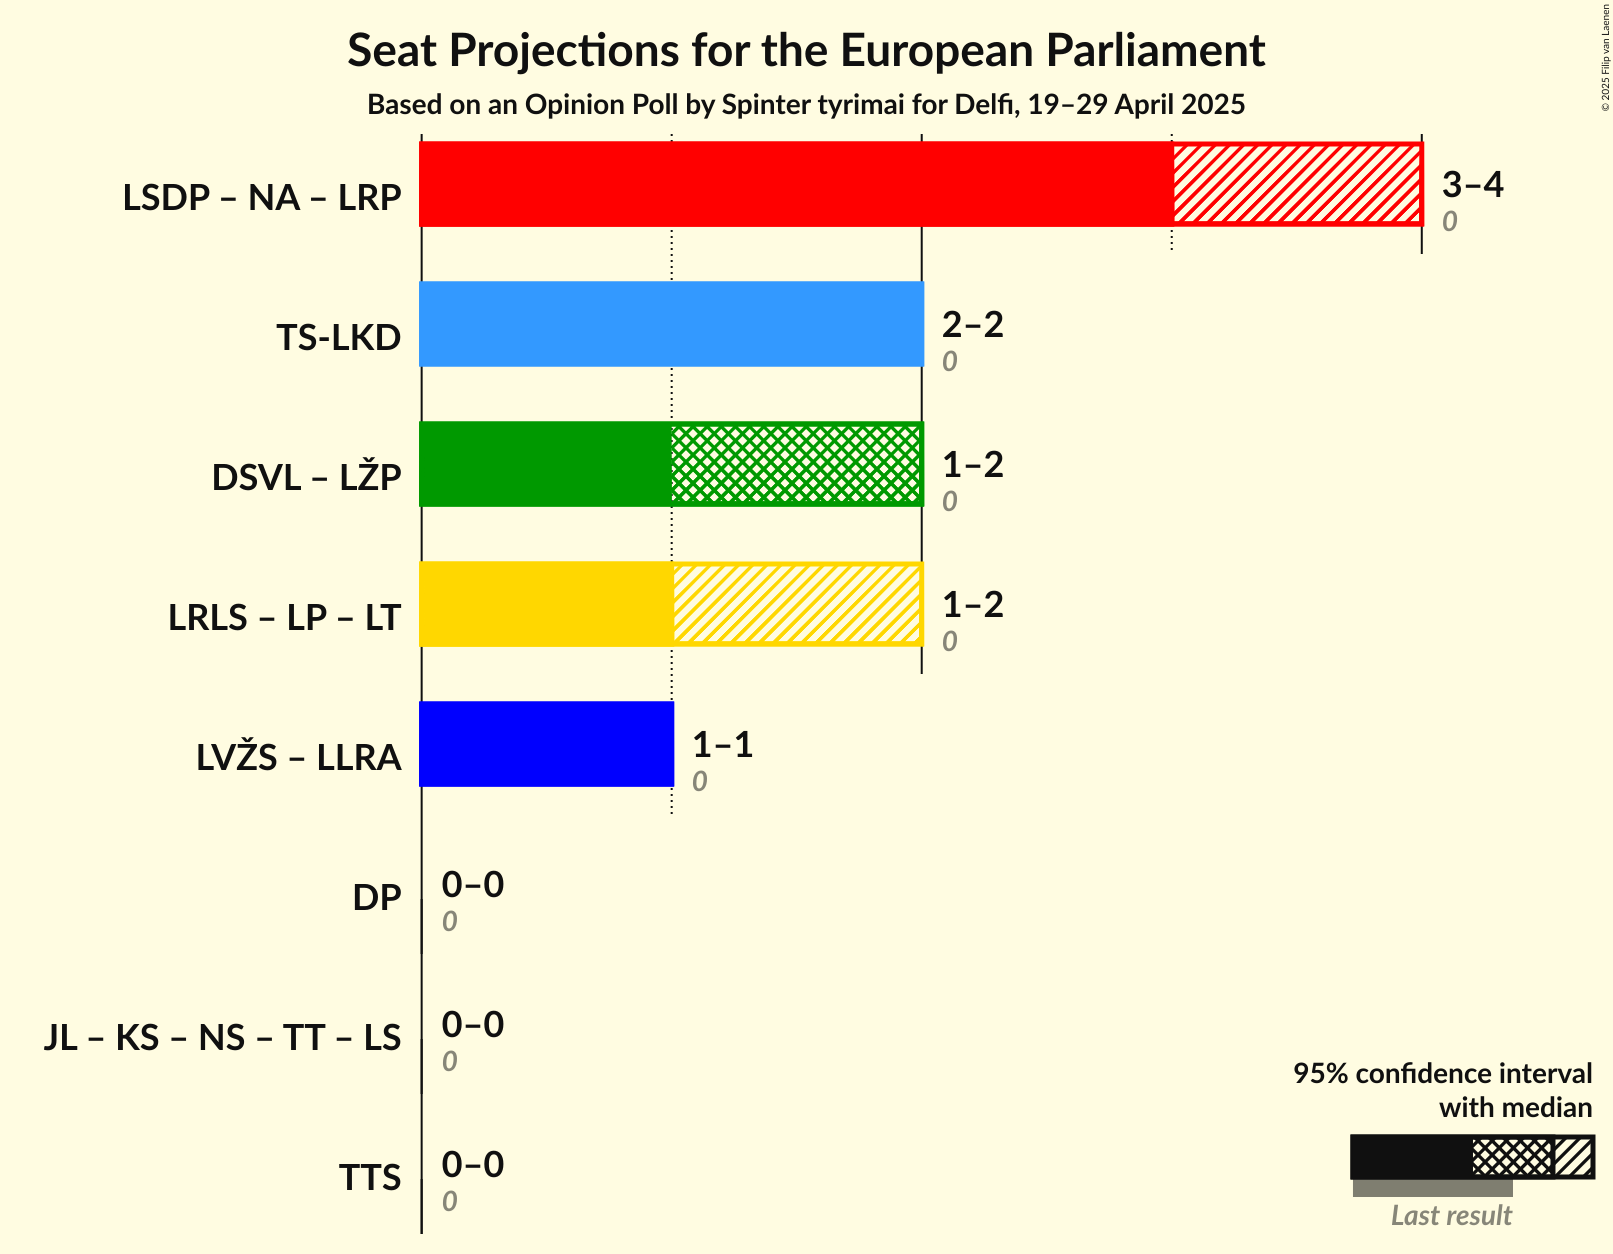 Seat Projections for the European Parliament
Based on an Opinion Poll by Spinter tyrimai for Delfi, 19–29 April 2025
© 2025 Filip van Laenen
LSDP – NA – LRP
3–4
0
TS-LKD
2–2
0
DSVL – LŽP
1–2
0
LRLS – LP – LT
1–2
0
LVŽS – LLRA
1–1
0
DP
0–0
0
JL – KS – NS – TT – LS
0–0
0
TTS
0–0
0
95% confidence interval
with median
Last result